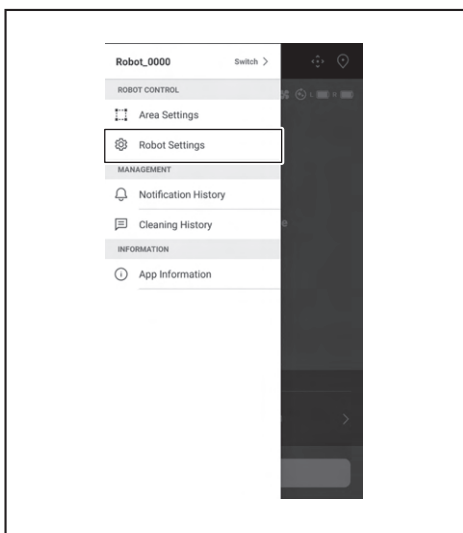 Robot_0000 Switch
ROBOT CONTROL
Area Settings
Robot Settings
MANAGEMENT
Notification History
Cleaning History
INFORMATION
App Information